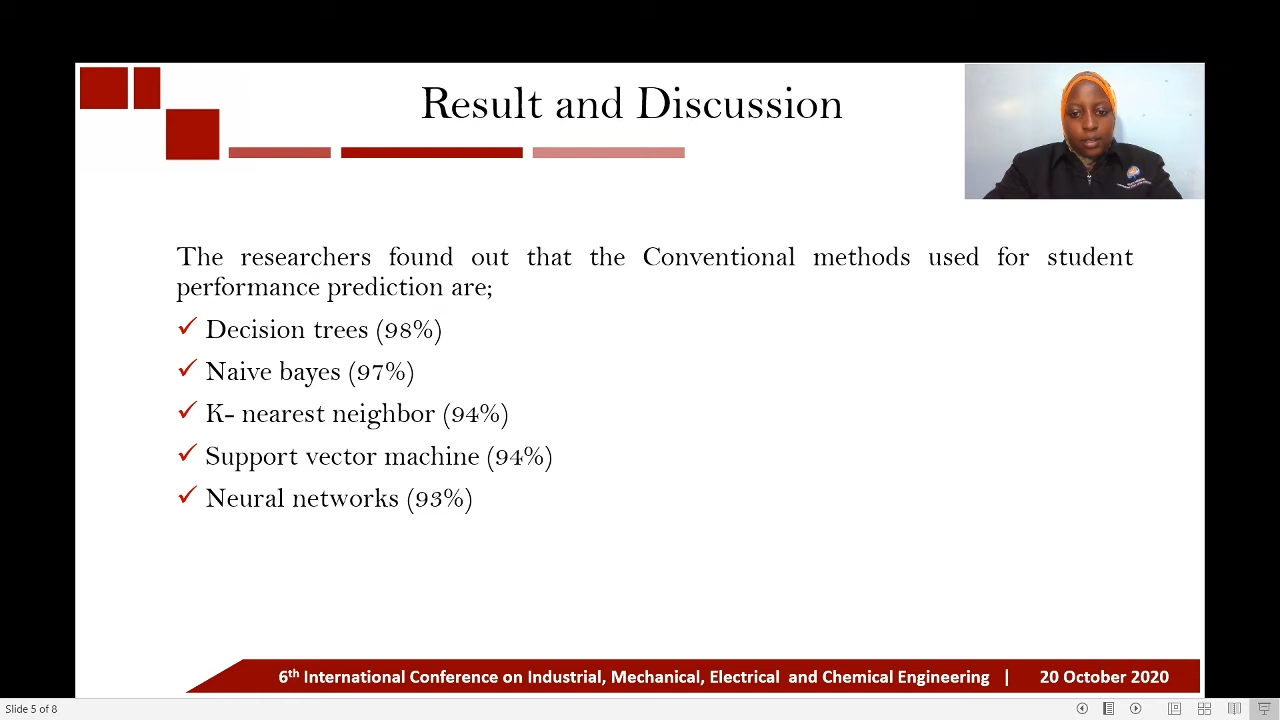 Result and Discussion
The researchers found out that the Conventional methods used for student
performance prediction are;
Decision trees (98%)
Naive bayes (97%)
K- nearest neighbor (94%)
Support vector machine (94%)
Neural networks (93%)
6th International Conference on Industrial, Mechanical, Electrical and Chemical Engineering | 20 October 2020
Slide 5 of 8